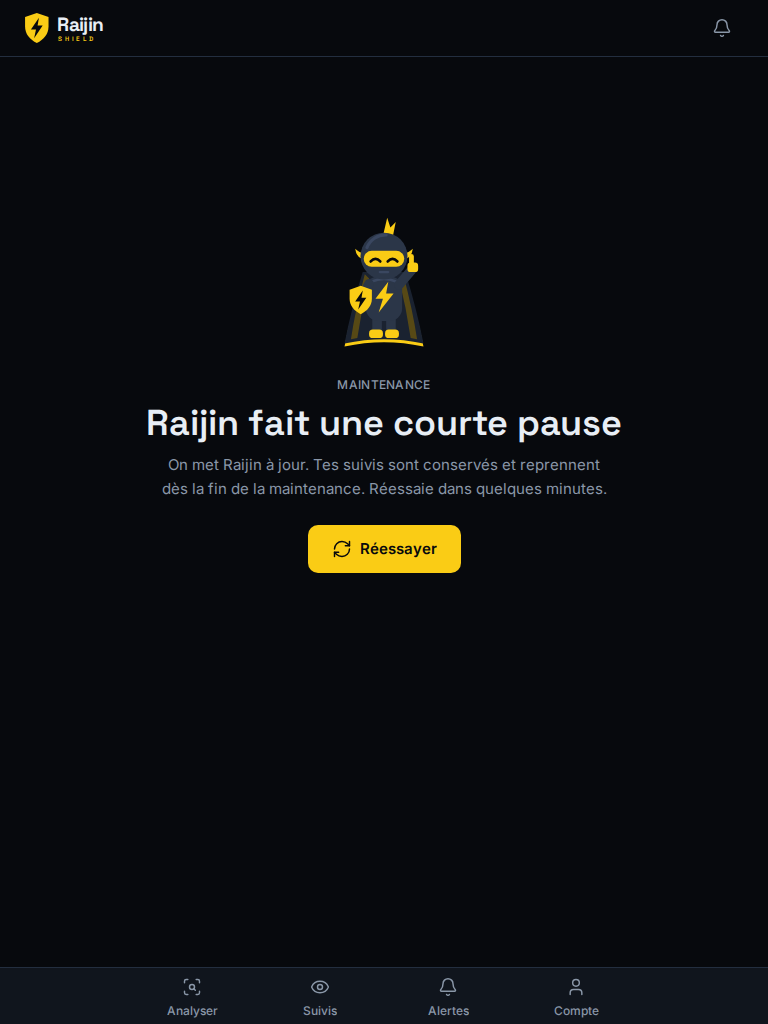 Raijin
SHIELD
MAINTENANCE
Raijin fait une courte pause
On met Raijin à jour. Tes suivis sont conservés et reprennent
dès la fin de la maintenance. Réessaie dans quelques minutes.
Réessayer
Analyser
Suivis
Alertes
Compte